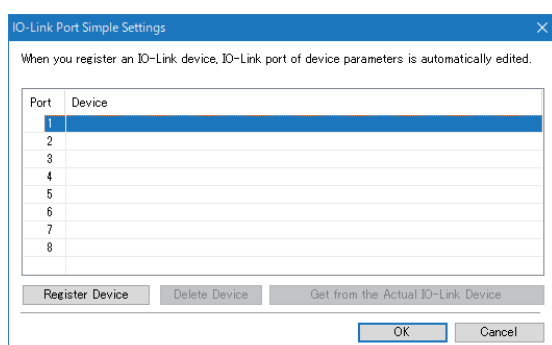 IO-Link Port Simple Settings
When you register an IO-Link device, IO-Link port of device parameters is automatically edited.
Port Device
1
2
3
4
5
6
7
8
Register Device Delete Device Get from the Actual IO-Link Device
OK Cancel